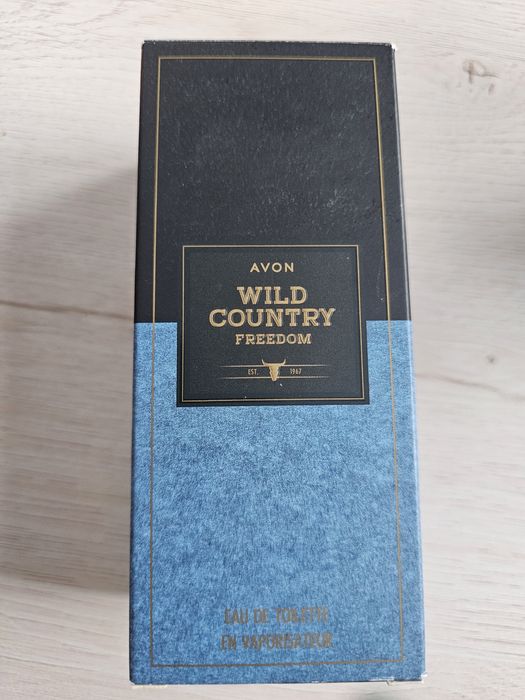 AVON
WILD
COUNTRY
FREEDOM
EST. 1967
EAU DE TOILETTE
EN VAPORISATEUR